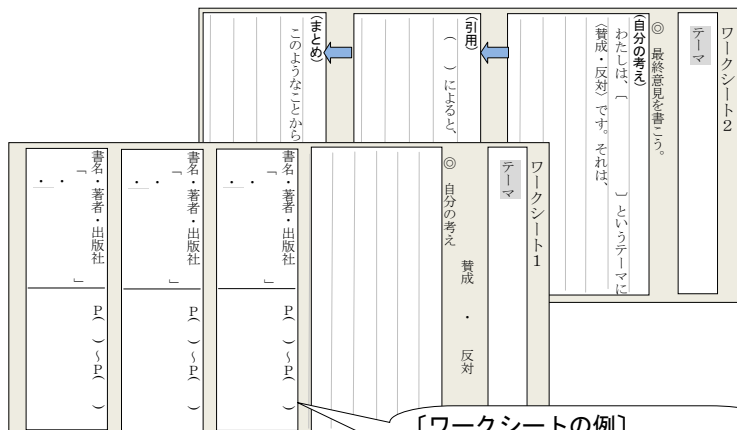 ワークシート2
テーマ
◎ 最終意見を書こう。
(自分の考え)
わたしは、〔 〕というテーマに
(賛成・反対)です。それは、
(引用)
( )によると、
(まとめ)
このようなことから
ワークシート1
テーマ
賛成 ・ 反対
◎ 自分の考え
書名・著者・出版社
「 」
・ ・
P( )~P( )
書名・著者・出版社
「 」
・ ・
P( )~P( )
書名・著者・出版社
「 」
・ ・
P( )~P( )
〔ワークシートの例〕